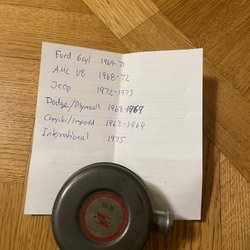 Ford 6cyl 1969-71
AMC V8 1968-72
Jeep 1972-1973
Dodge/Plymouth 1968-1969
Chrysler/Imperial 1968-1969
International 1975